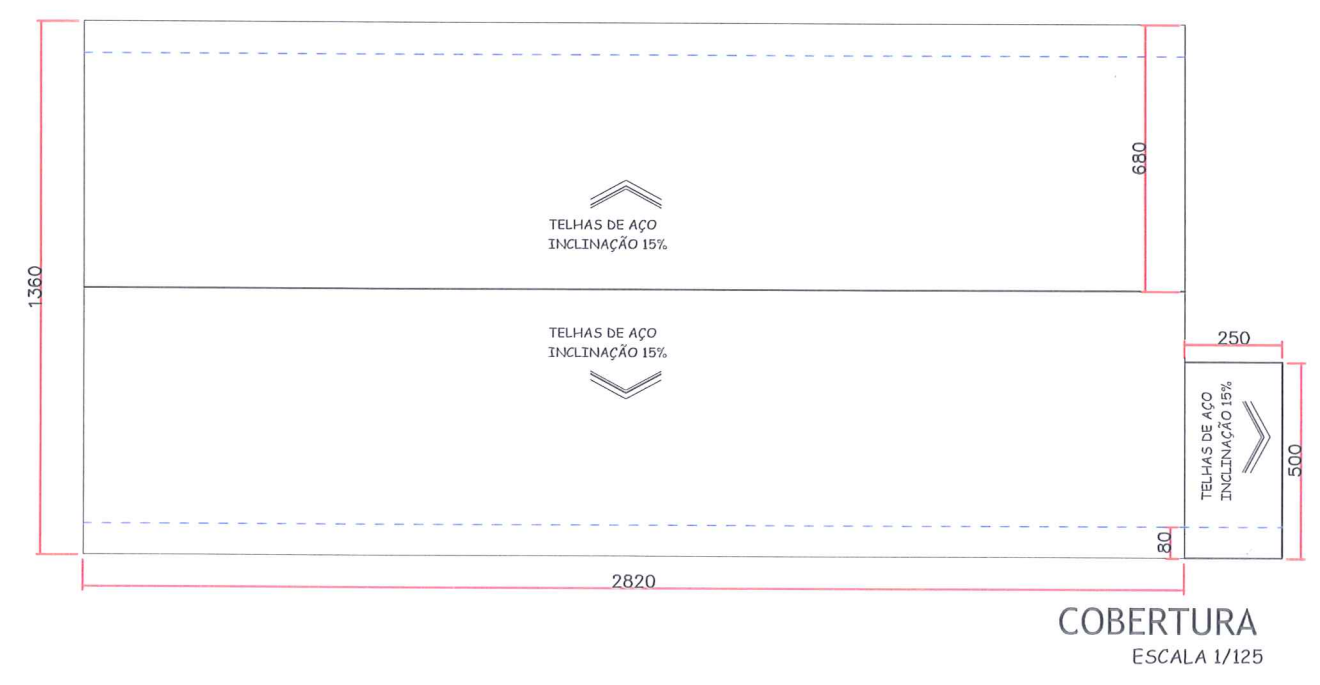 680
TELHAS DE AÇO
INCLINAÇÃO 15%
1360
TELHAS DE AÇO
INCLINAÇÃO 15%
250
TELHAS DE AÇO
INCLINAÇÃO 15%
500
80
2820
COBERTURA
ESCALA 1/125